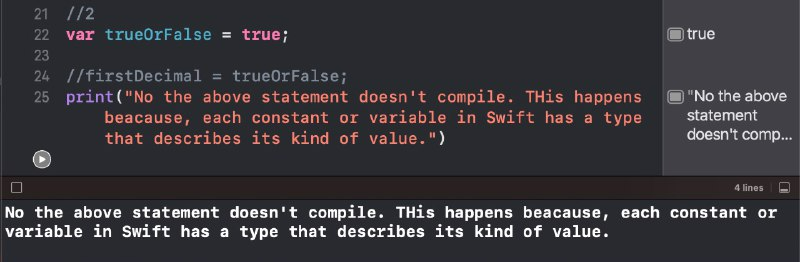 21 //2
22 var trueOrFalse = true;
true
23
24 //firstDecimal = trueOrFalse;
25 print("No the above statement doesn't compile. THis happens
"No the above
beacause, each constant or variable in Swift has a type
statement
that describes its kind of value.")
doesn't comp...
4 lines
No the above statement doesn't compile. THis happens beacause, each constant or
variable in Swift has a type that describes its kind of value.